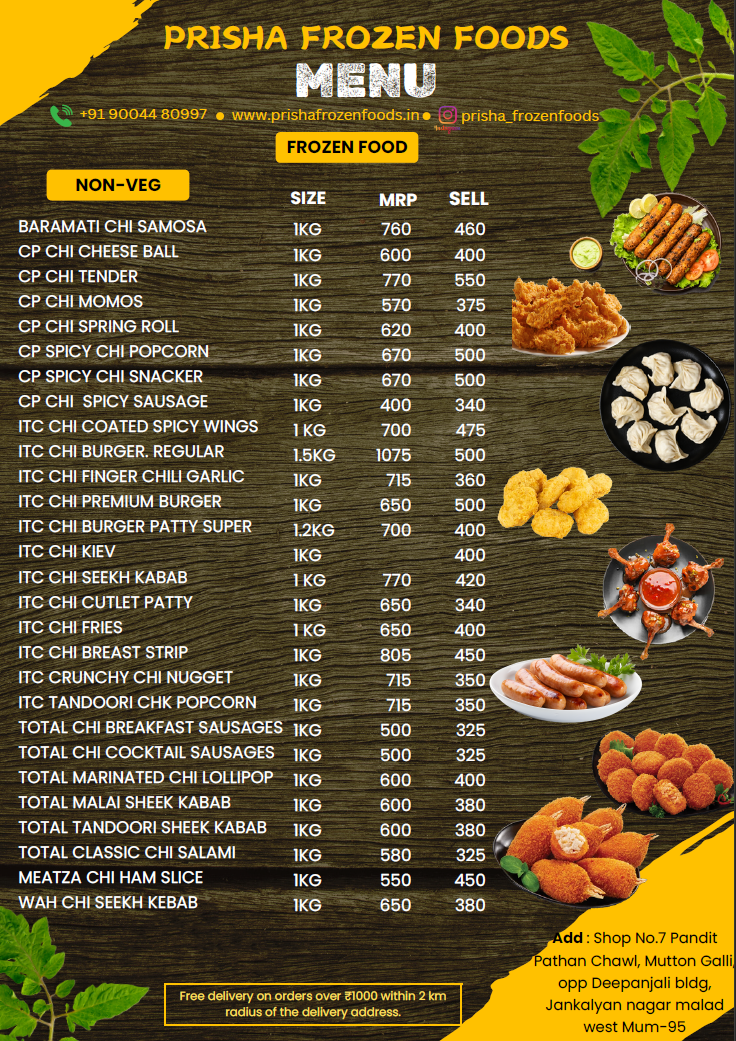 PRISHA FROZEN FOODS
MENU
+91 90044 80997 ● www.prishafrozenfoods.in ● prisha_frozenfoods
FROZEN FOOD
NON-VEG
SIZE MRP SELL
BARAMATI CHI SAMOSA 1KG 760 460
CP CHI CHEESE BALL 1KG 600 400
CP CHI TENDER 1KG 770 550
CP CHI MOMOS 1KG 570 375
CP CHI SPRING ROLL 1KG 620 400
CP SPICY CHI POPCORN 1KG 670 500
CP SPICY CHI SNACKER 1KG 670 500
CP CHI  SPICY SAUSAGE 1KG 400 340
ITC CHI COATED SPICY WINGS 1 KG 700 475
ITC CHI BURGER. REGULAR 1.5KG 1075 500
ITC CHI FINGER CHILI GARLIC 1KG 715 360
ITC CHI PREMIUM BURGER 1KG 650 500
ITC CHI BURGER PATTY SUPER 1.2KG 700 400
ITC CHI KIEV 1KG 400
ITC CHI SEEKH KABAB 1 KG 770 420
ITC CHI CUTLET PATTY 1KG 650 340
ITC CHI FRIES 1 KG 650 400
ITC CHI BREAST STRIP 1KG 805 450
ITC CRUNCHY CHI NUGGET 1KG 715 350
ITC TANDOORI CHK POPCORN 1KG 715 350
TOTAL CHI BREAKFAST SAUSAGES 1KG 500 325
TOTAL CHI COCKTAIL SAUSAGES 1KG 500 325
TOTAL MARINATED CHI LOLLIPOP 1KG 600 400
TOTAL MALAI SHEEK KABAB 1KG 600 380
TOTAL TANDOORI SHEEK KABAB 1KG 600 380
TOTAL CLASSIC CHI SALAMI 1KG 580 325
MEATZA CHI HAM SLICE 1KG 550 450
WAH CHI SEEKH KEBAB 1KG 650 380
Add : Shop No.7 Pandit
Pathan Chawl, Mutton Galli,
opp Deepanjali bldg,
Jankalyan nagar malad
west Mum-95
Free delivery on orders over ₹1000 within 2 km
radius of the delivery address.